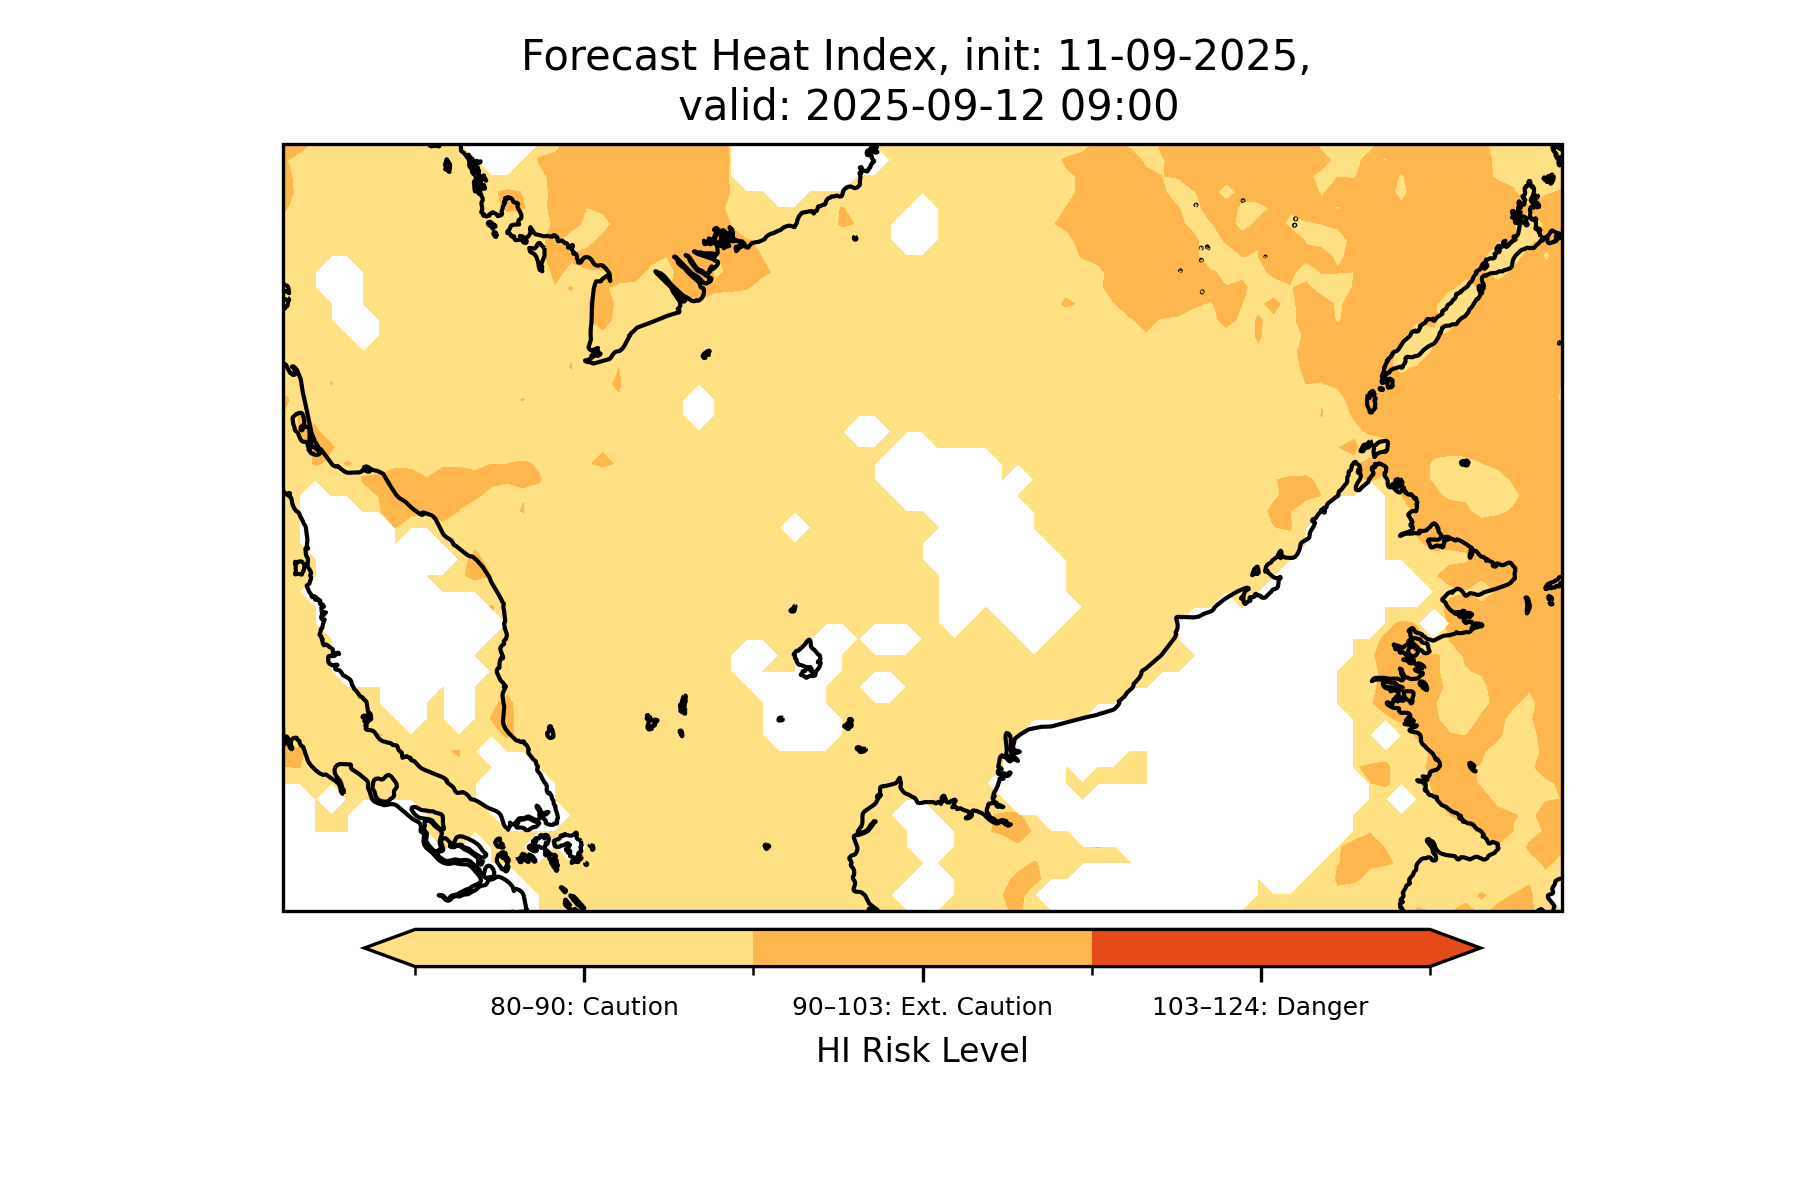 Forecast Heat Index, init: 11-09-2025,
valid: 2025-09-12 09:00
80–90: Caution
90–103: Ext. Caution
103–124: Danger
HI Risk Level